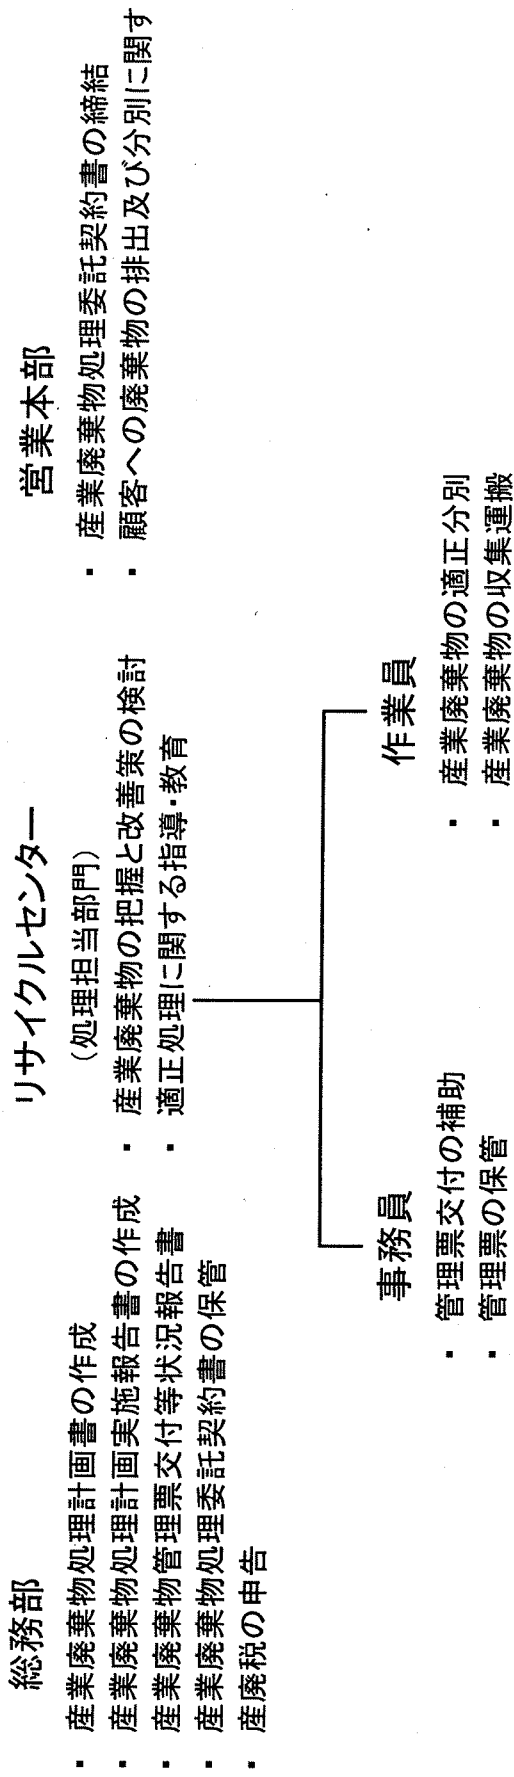 総務部
・ 産業廃棄物処理計画書の作成
・ 産業廃棄物処理計画実施報告書の作成
・ 産業廃棄物管理票交付等状況報告書
・ 産業廃棄物処理委託契約書の保管
・ 産廃税の申告
リサイクルセンター
（処理担当部門）
・ 産業廃棄物の把握と改善策の検討
・ 適正処理に関する指導・教育
営業本部
・ 産業廃棄物処理委託契約書の締結
・ 顧客への廃棄物の排出及び分別に関す
事務員
・ 管理票交付の補助
・ 管理票の保管
作業員
・ 産業廃棄物の適正分別
・ 産業廃棄物の収集運搬